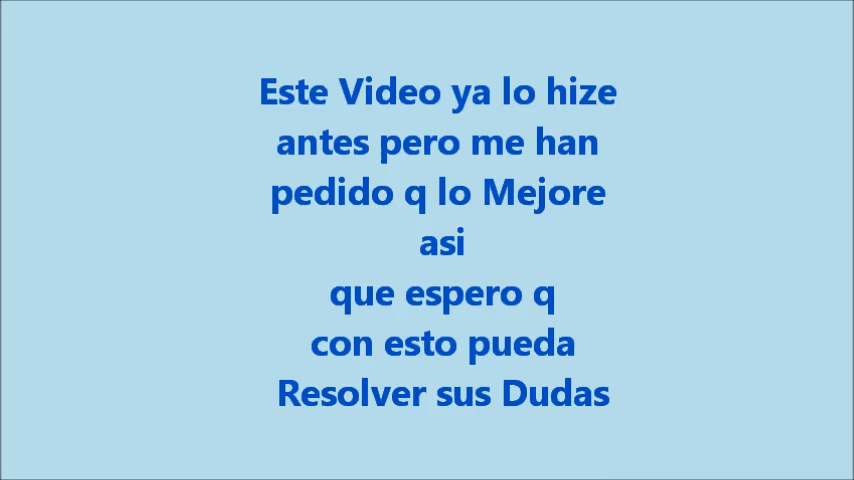 Este Video ya lo hize
antes pero me han
pedido q lo Mejore
asi
que espero q
con esto pueda
Resolver sus Dudas